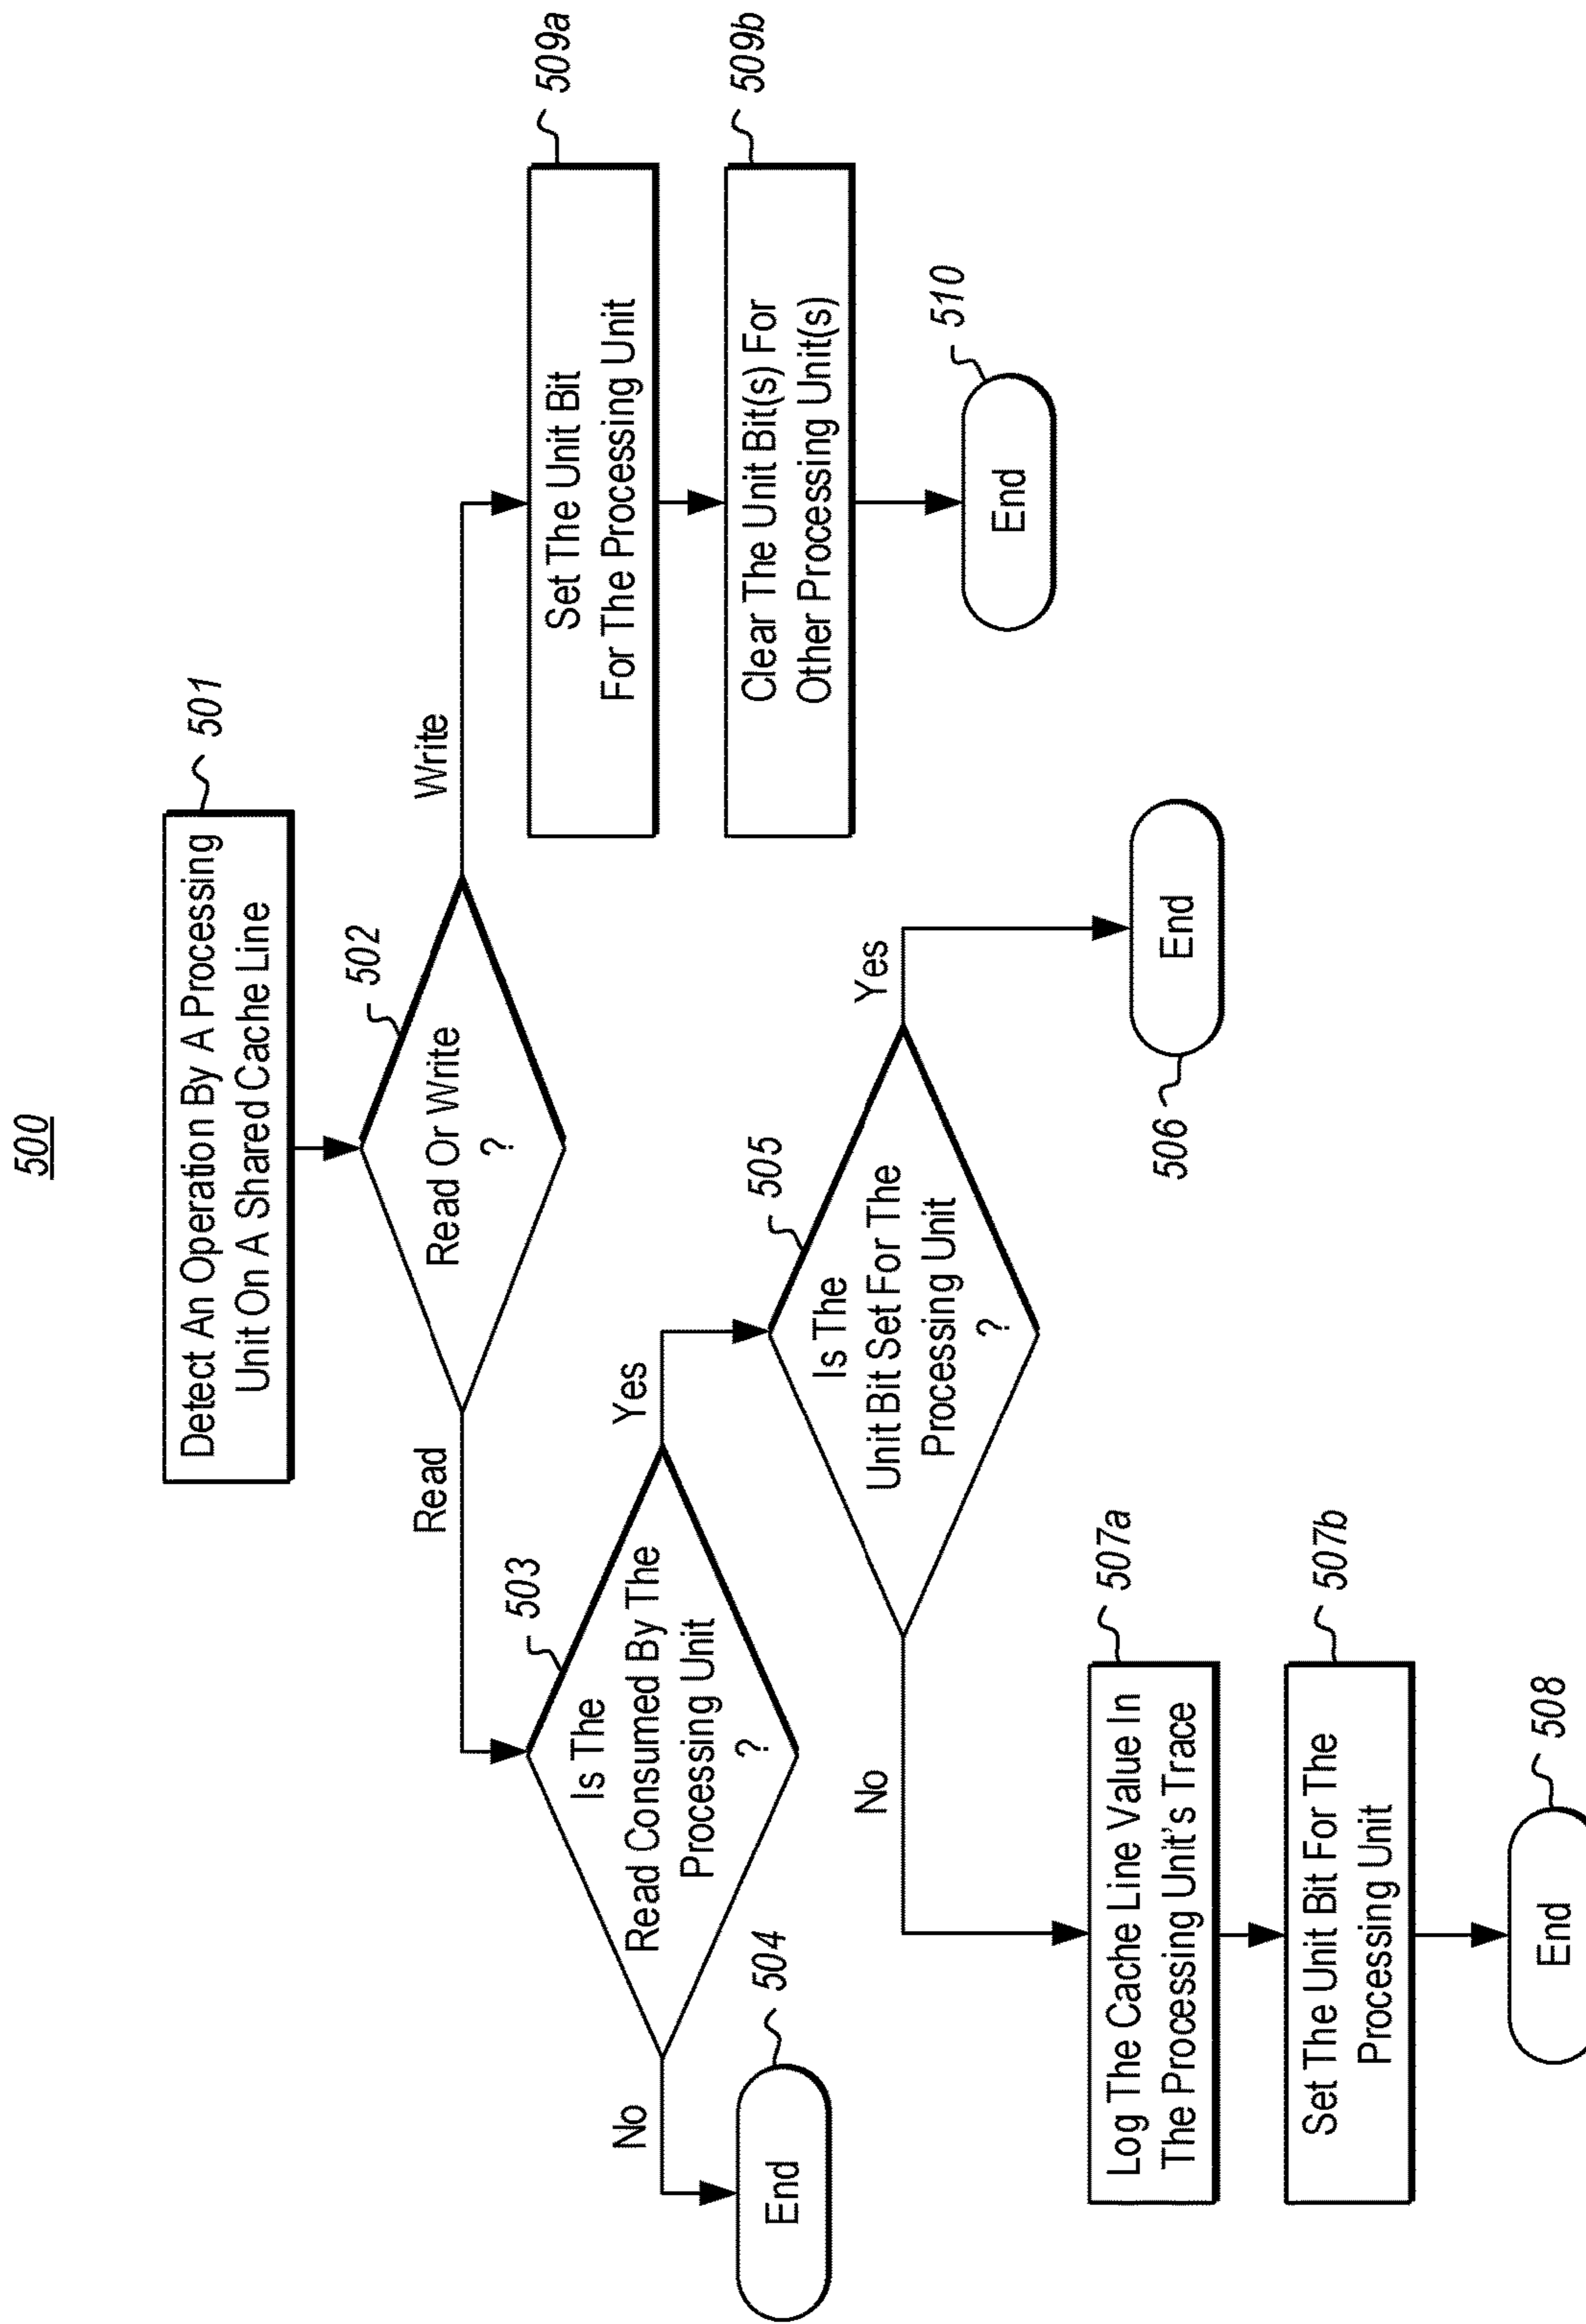 500
Detect An Operation By A Processing
Unit On A Shared Cache Line
501
Read Or Write
?
502
Read
Write
Is The
Read Consumed By The
Processing Unit
?
503
No
Yes
End
504
Is The
Unit Bit Set For The
Processing Unit
?
505
No
Yes
End
506
Log The Cache Line Value In
The Processing Unit's Trace
507a
Set The Unit Bit For The
Processing Unit
507b
End
508
Set The Unit Bit
For The Processing Unit
509a
Clear The Unit Bit(s) For
Other Processing Unit(s)
509b
End
510